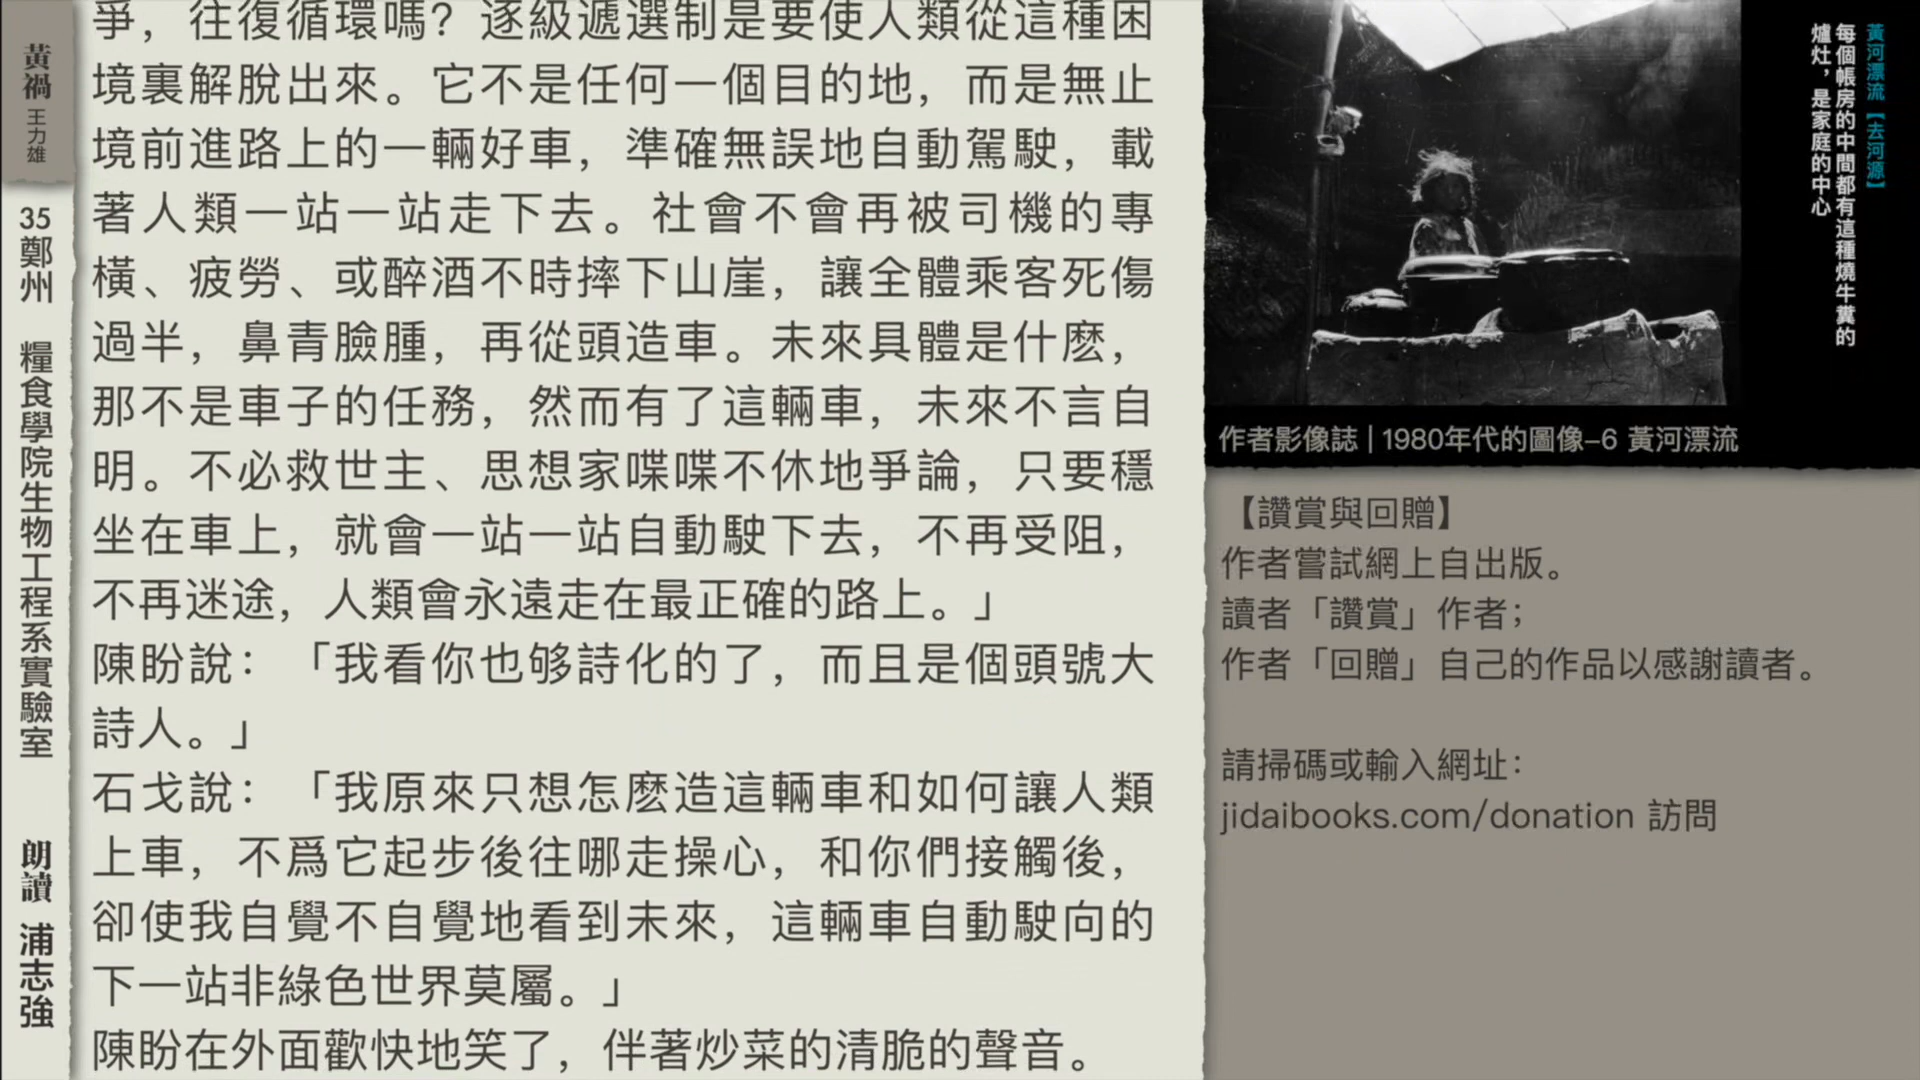 黃禍 王力雄
35鄭州 糧食學院生物工程系實驗室
朗讀 浦志強
爭，往復循環嗎？逐級遞選制是要使人類從這種困
境裏解脫出來。它不是任何一個目的地，而是無止
境前進路上的一輛好車，準確無誤地自動駕駛，載
著人類一站一站走下去。社會不會再被司機的專
橫、疲勞、或醉酒不時摔下山崖，讓全體乘客死傷
過半，鼻青臉腫，再從頭造車。未來具體是什麽，
那不是車子的任務，然而有了這輛車，未來不言自
明。不必救世主、思想家喋喋不休地爭論，只要穩
坐在車上，就會一站一站自動駛下去，不再受阻，
不再迷途，人類會永遠走在最正確的路上。」
陳盼說：「我看你也够詩化的了，而且是個頭號大
詩人。」
石戈說：「我原來只想怎麽造這輛車和如何讓人類
上車，不爲它起步後往哪走操心，和你們接觸後，
卻使我自覺不自覺地看到未來，這輛車自動駛向的
下一站非綠色世界莫屬。」
陳盼在外面歡快地笑了，伴著炒菜的清脆的聲音。
黃河漂流【去河源】
每個帳房的中間都有這種燒牛糞的
爐灶，是家庭的中心
作者影像誌 | 1980年代的圖像–6 黃河漂流
【讚賞與回贈】
作者嘗試網上自出版。
讀者「讚賞」作者；
作者「回贈」自己的作品以感謝讀者。
請掃碼或輸入網址：
jidaibooks.com/donation 訪問